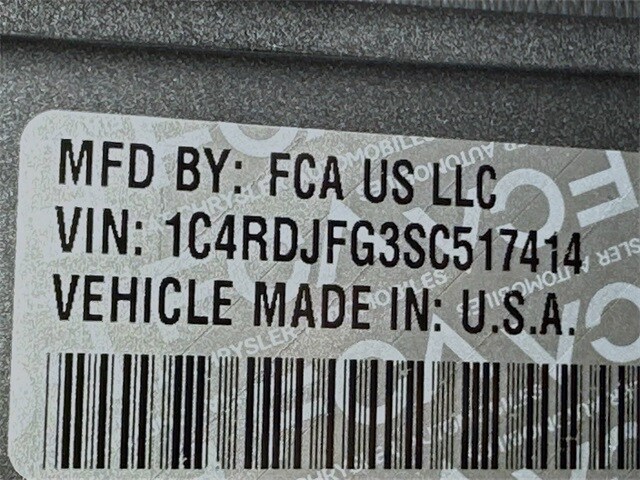 MFD BY: FCA US LLC
VIN: 1C4RDJFG3SC517414
VEHICLE MADE IN: U.S.A.